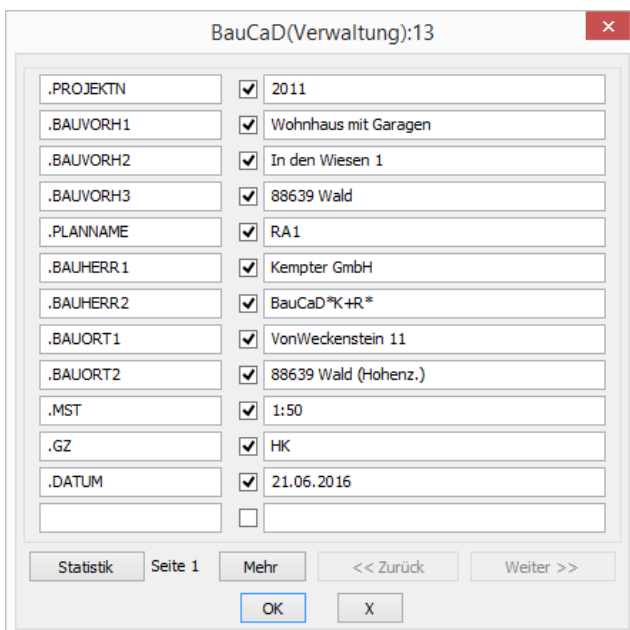 BauCaD(Verwaltung):13
.PROJEKTN 2011
.BAUVORH1 Wohnhaus mit Garagen
.BAUVORH2 In den Wiesen 1
.BAUVORH3 88639 Wald
.PLANNAME RA1
.BAUHERR1 Kempter GmbH
.BAUHERR2 BauCaD*K+R*
.BAUORT1 VonWeckenstein 11
.BAUORT2 88639 Wald (Hohenz.)
.MST 1:50
.GZ HK
.DATUM 21.06.2016
Statistik Seite 1 Mehr << Zurück Weiter >>
OK X